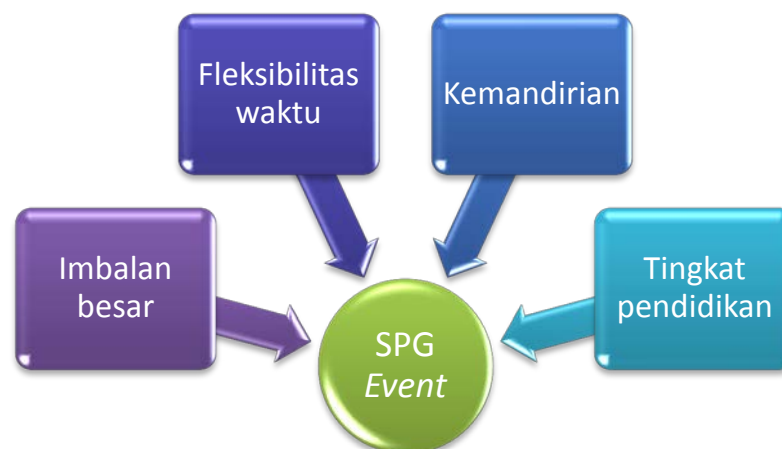 Fleksibilitas
waktu
Kemandirian
Imbalan
besar
Tingkat
pendidikan
SPG
Event